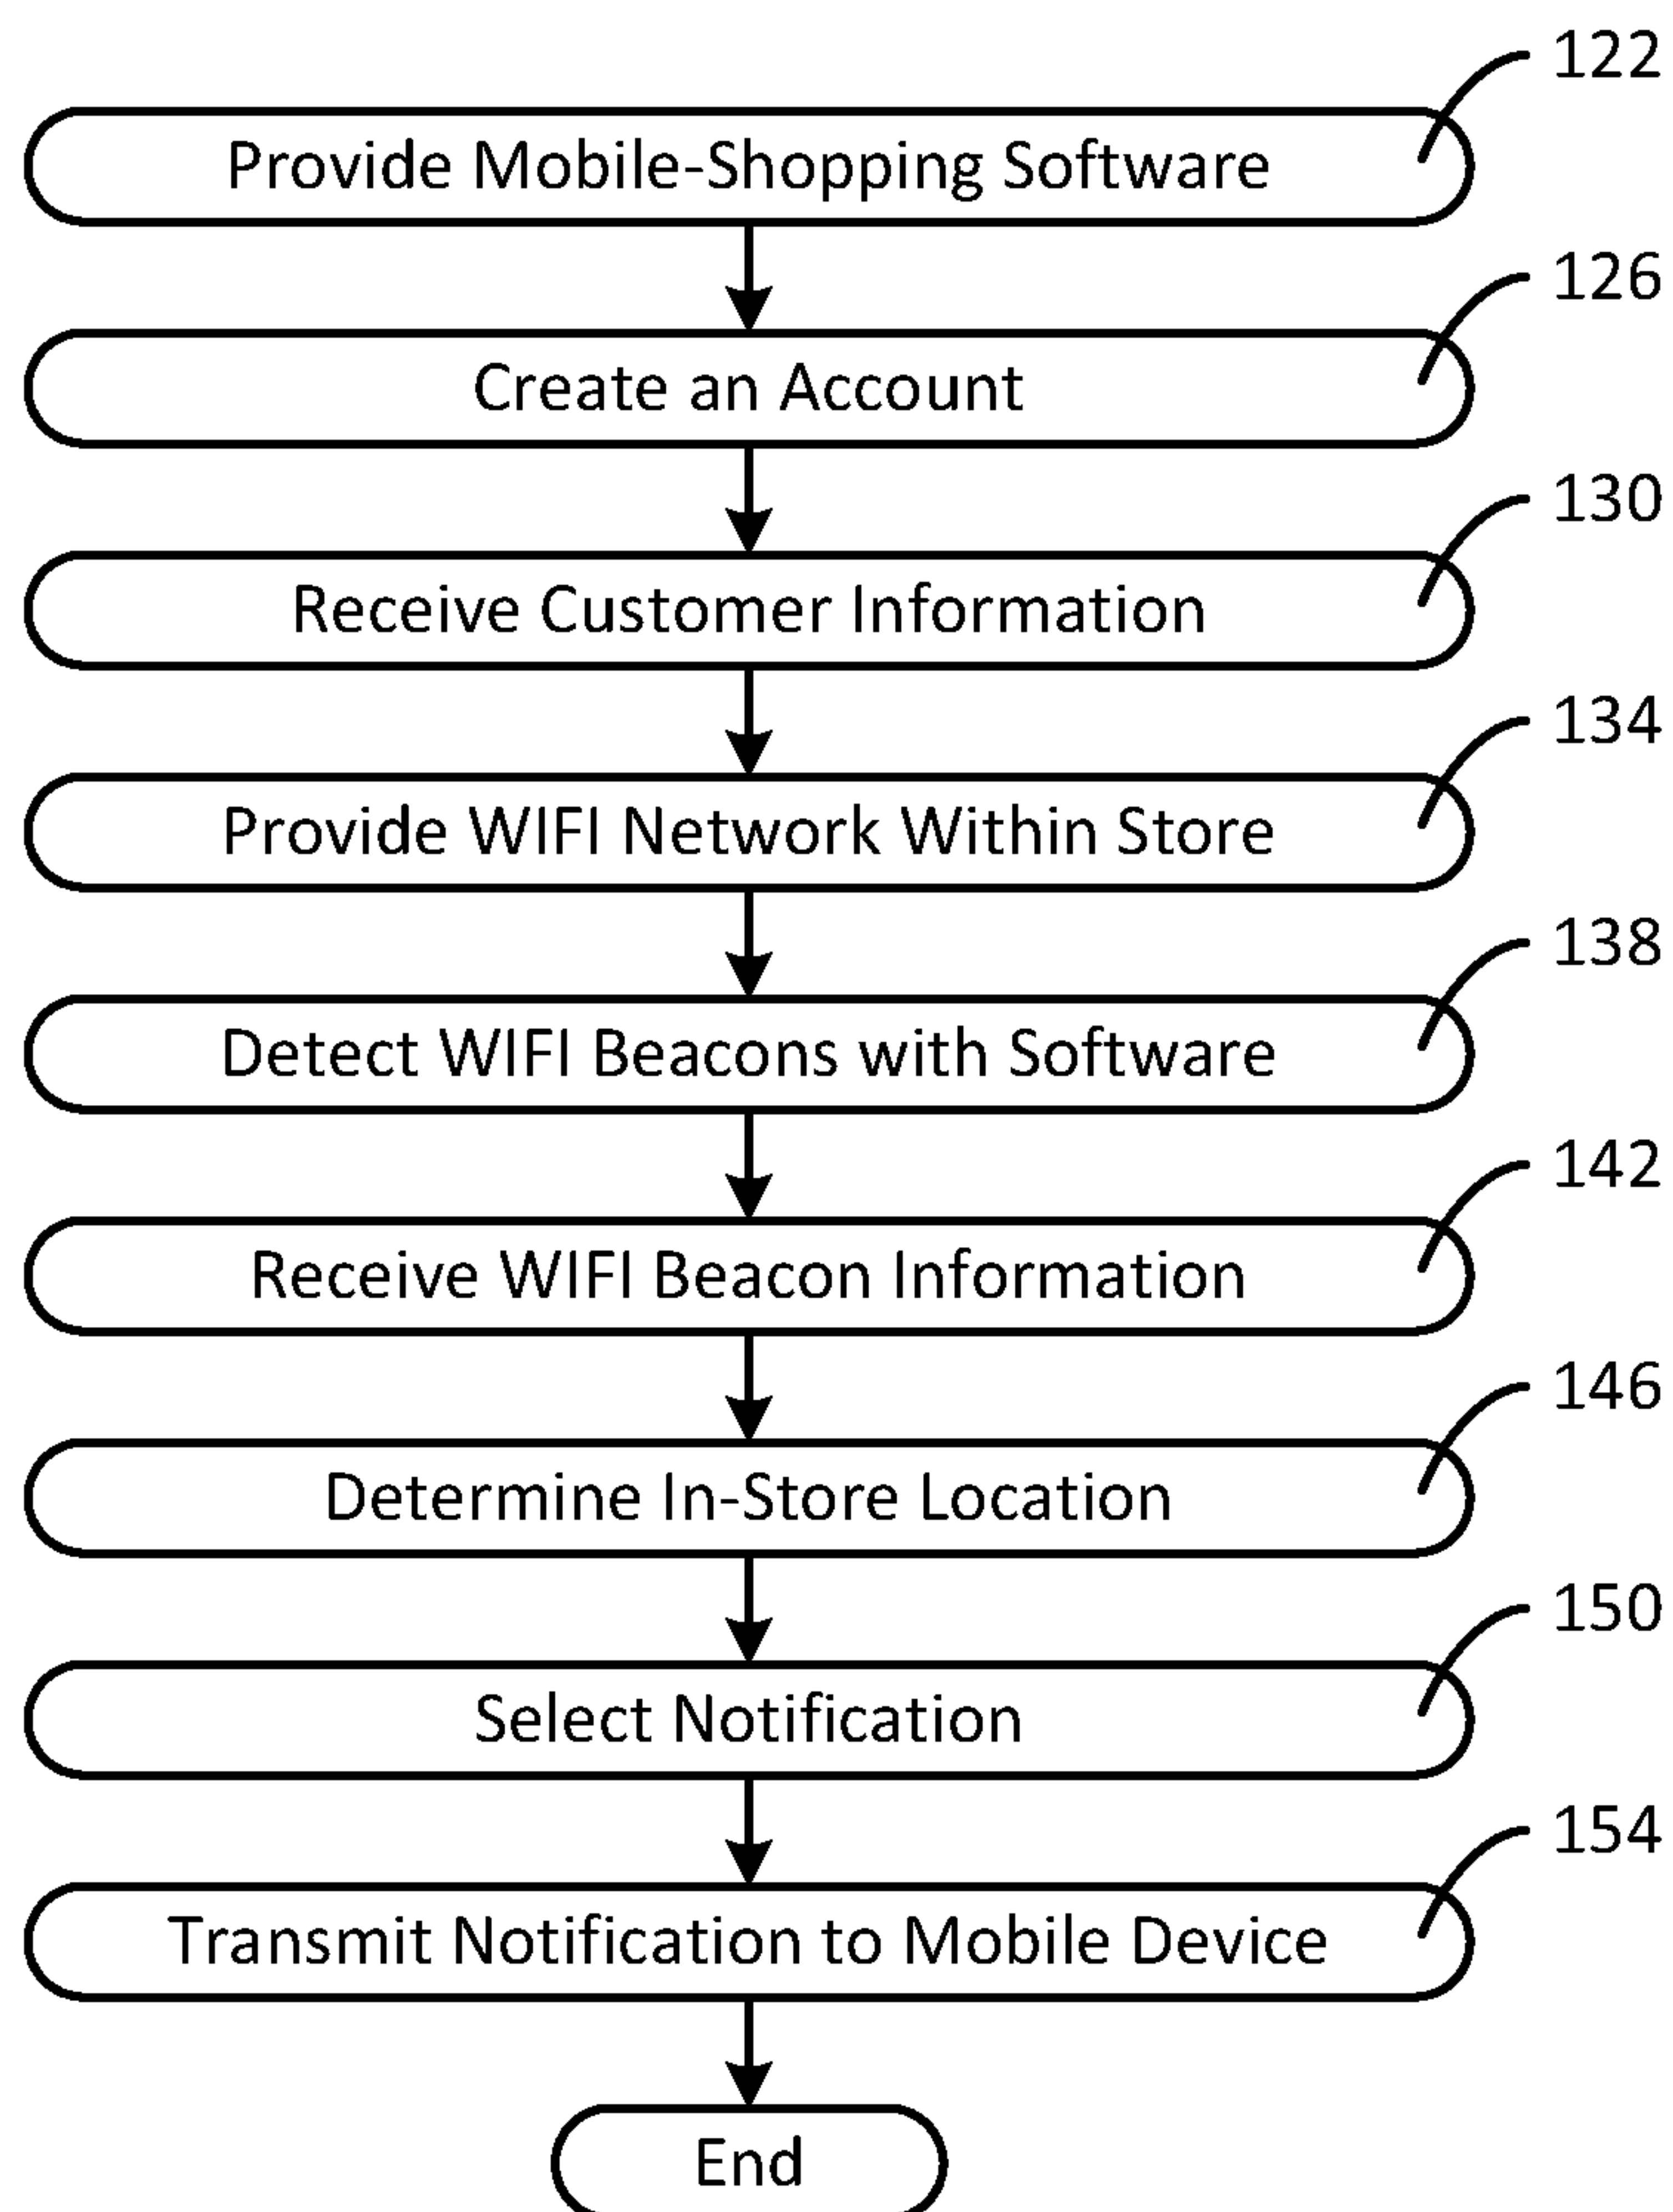 122
Provide Mobile-Shopping Software
126
Create an Account
130
Receive Customer Information
134
Provide WIFI Network Within Store
138
Detect WIFI Beacons with Software
142
Receive WIFI Beacon Information
146
Determine In-Store Location
150
Select Notification
154
Transmit Notification to Mobile Device
End